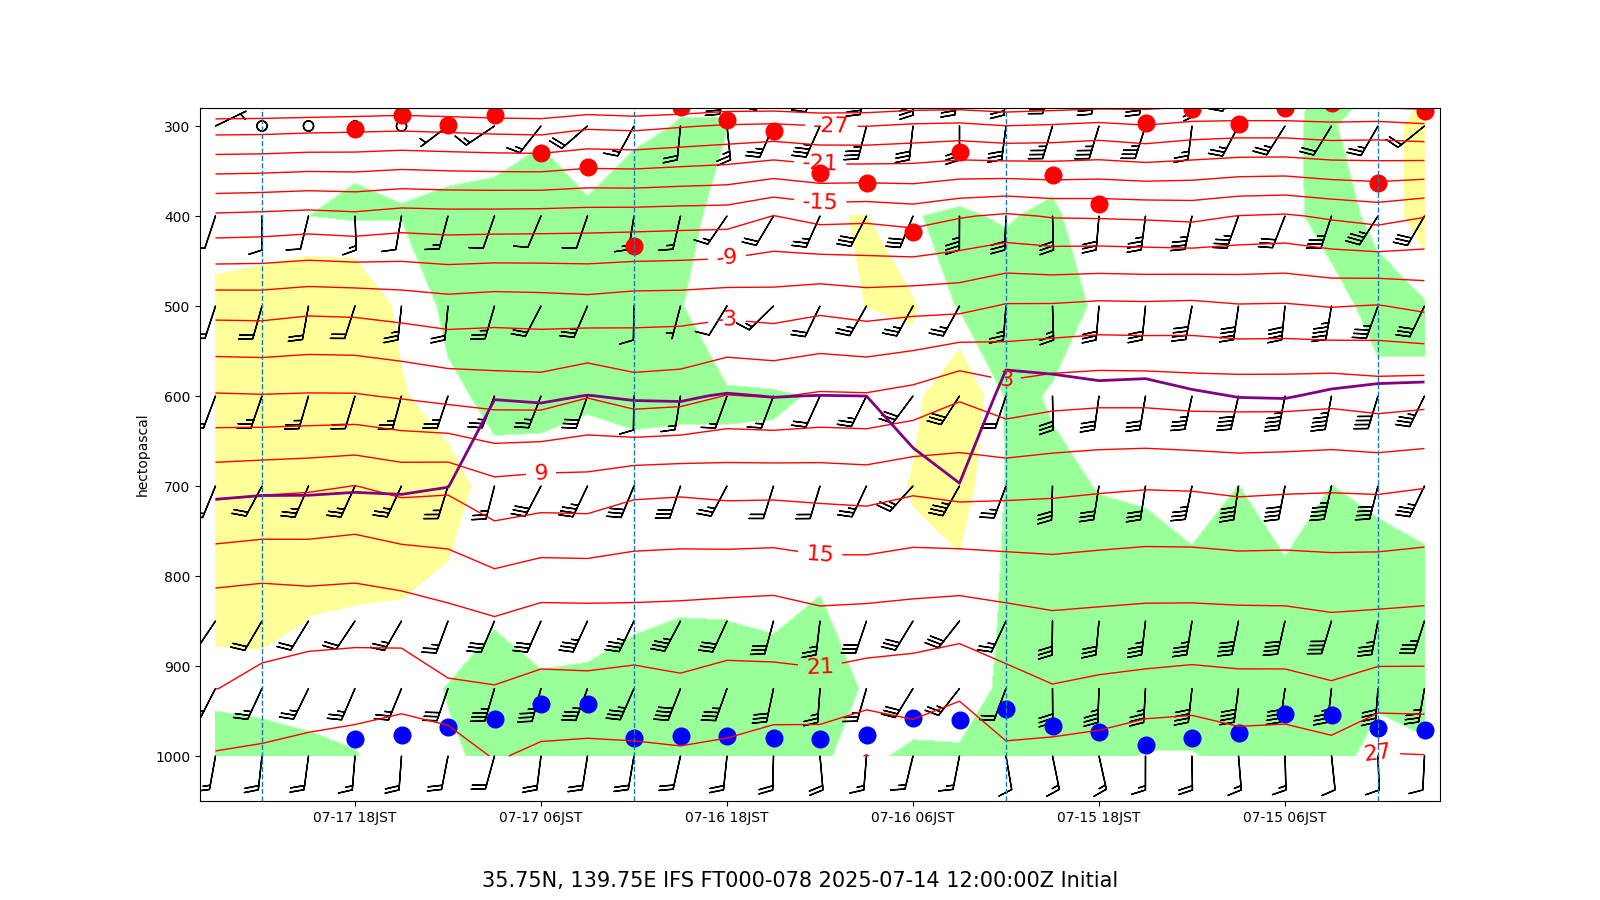 300
400
500
600
700
800
900
1000
hectopascal
-27
-21
-15
-9
-3
3
9
15
21
27
07-17 18JST
07-17 06JST
07-16 18JST
07-16 06JST
07-15 18JST
07-15 06JST
35.75N, 139.75E IFS FT000-078 2025-07-14 12:00:00Z Initial